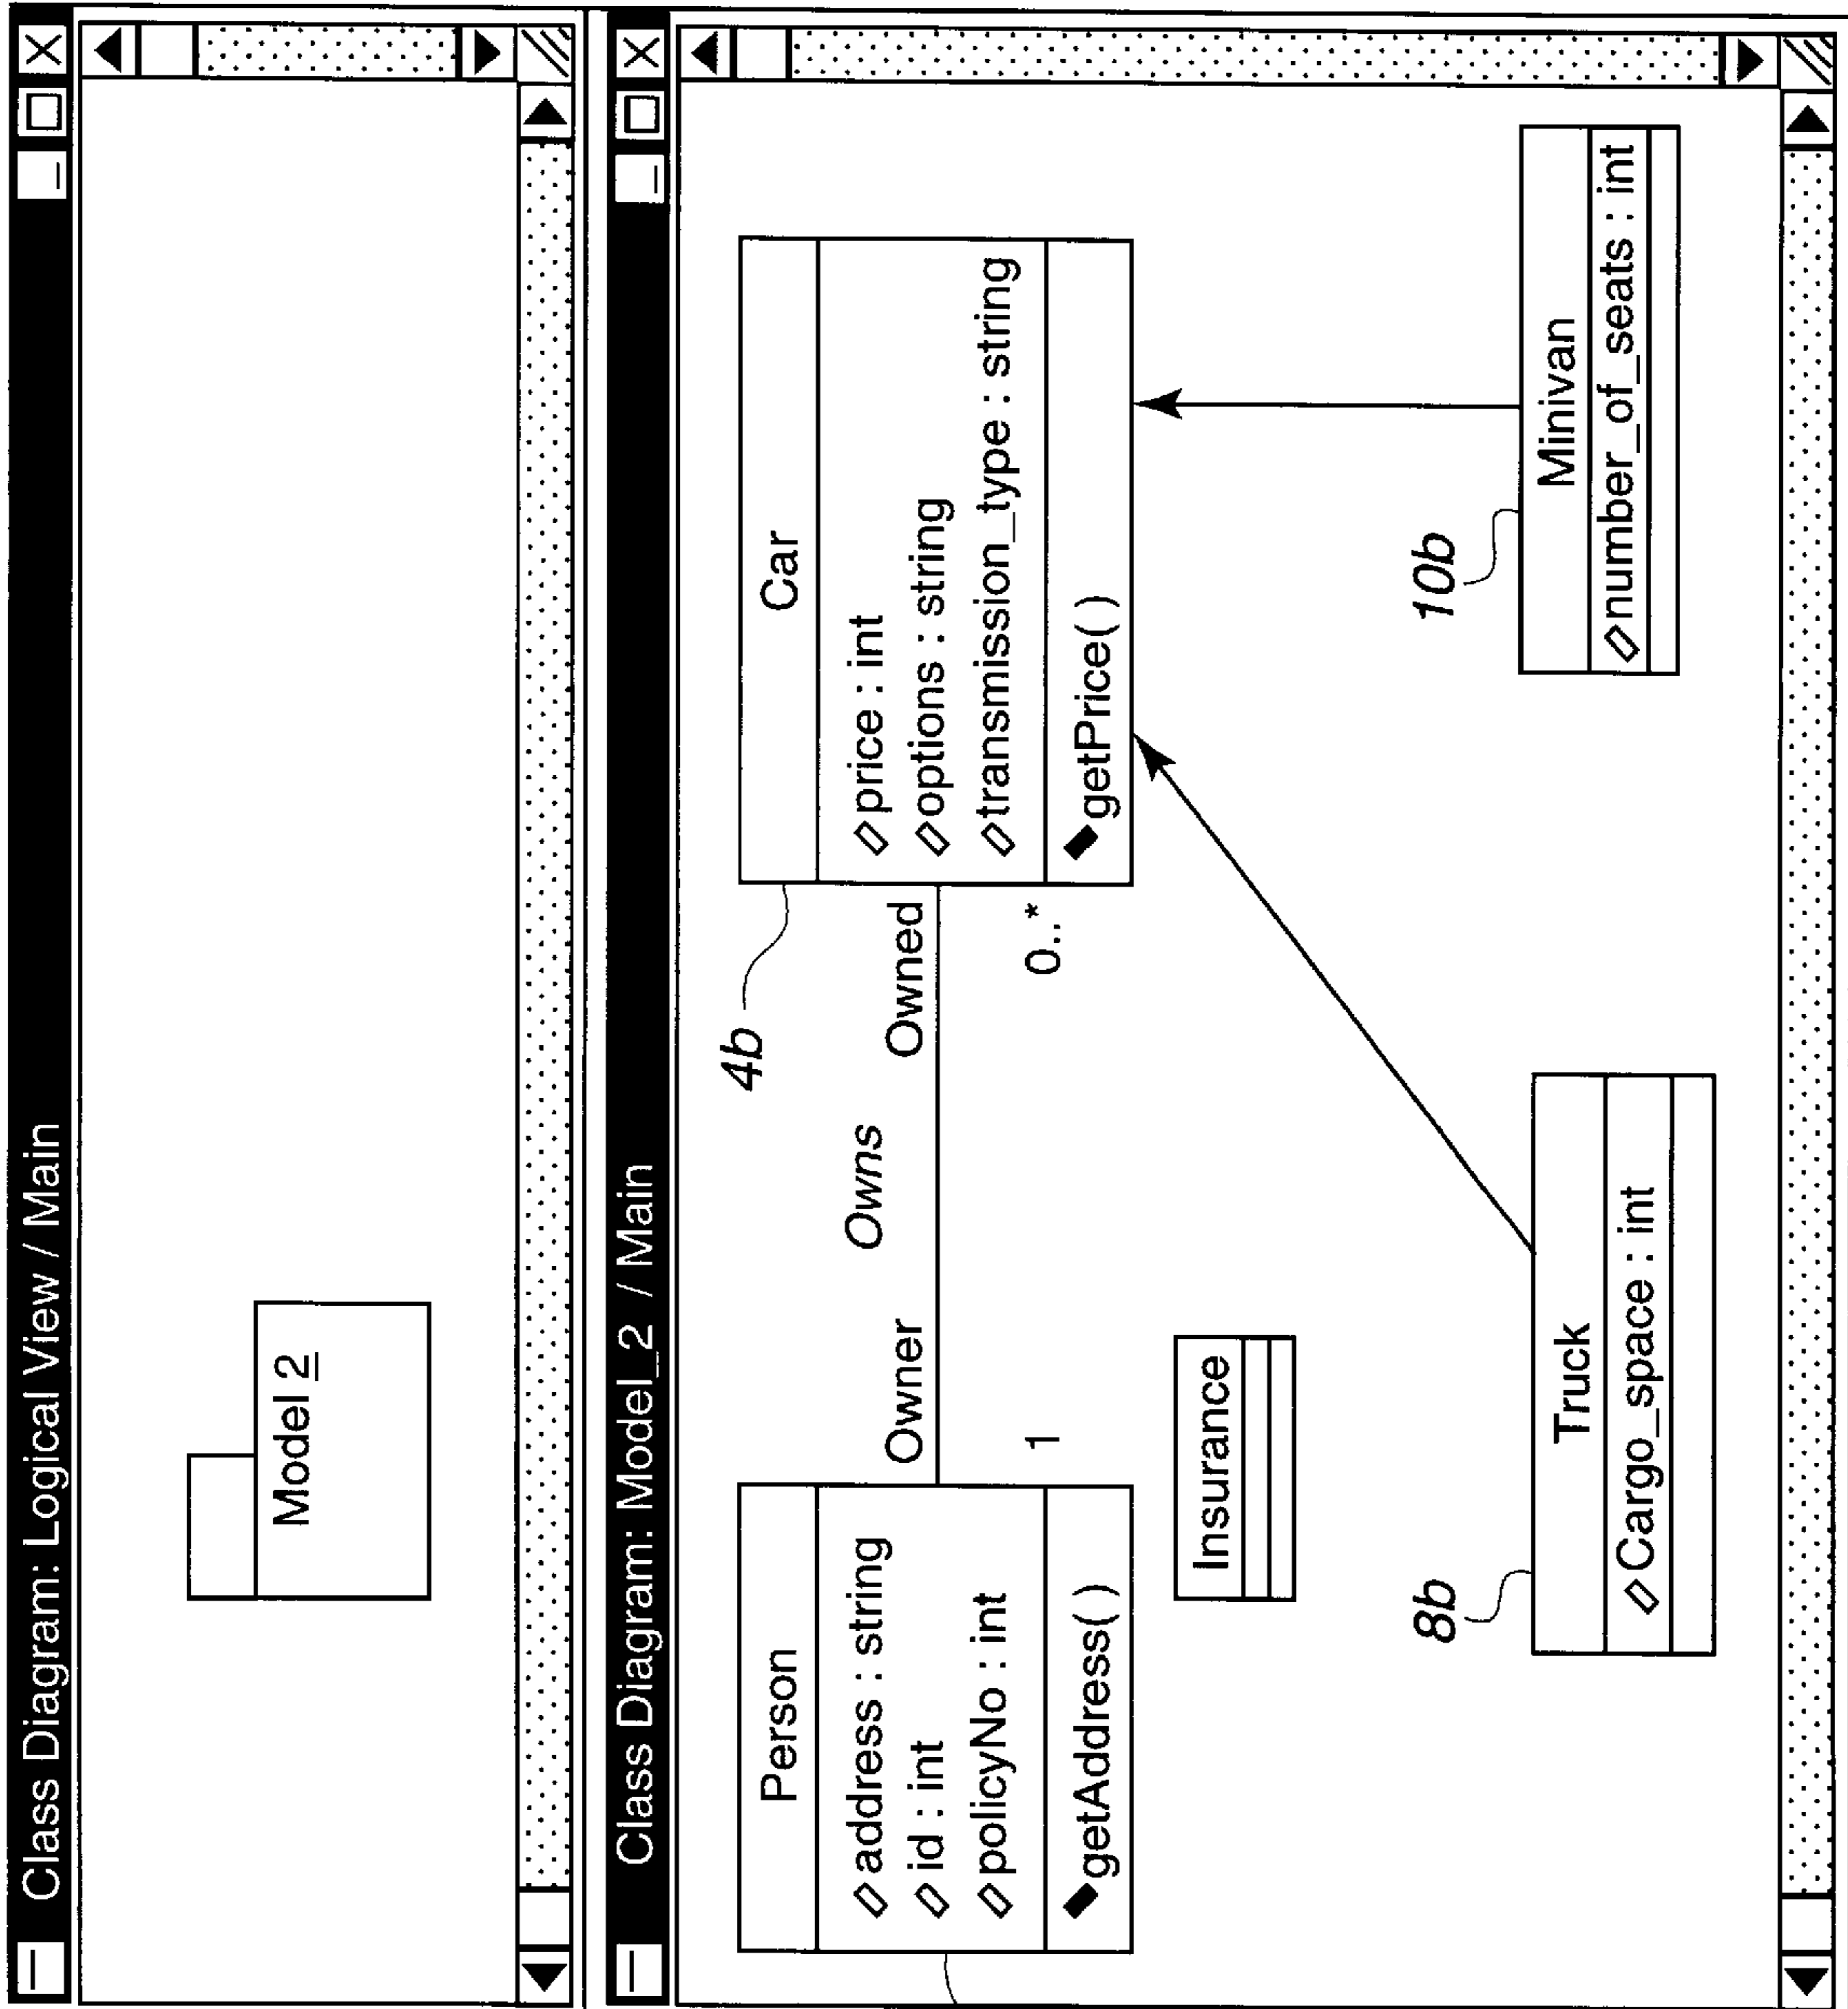 Class Diagram: Logical View / Main
Model 2
Class Diagram: Model_2 / Main
Person
address : string
id : int
policyNo : int
getAddress( )
Owner
1
Owns
Owned
0..*
4b
Car
price : int
options : string
transmission_type : string
getPrice( )
Insurance
8b
Truck
Cargo_space : int
10b
Minivan
number_of_seats : int